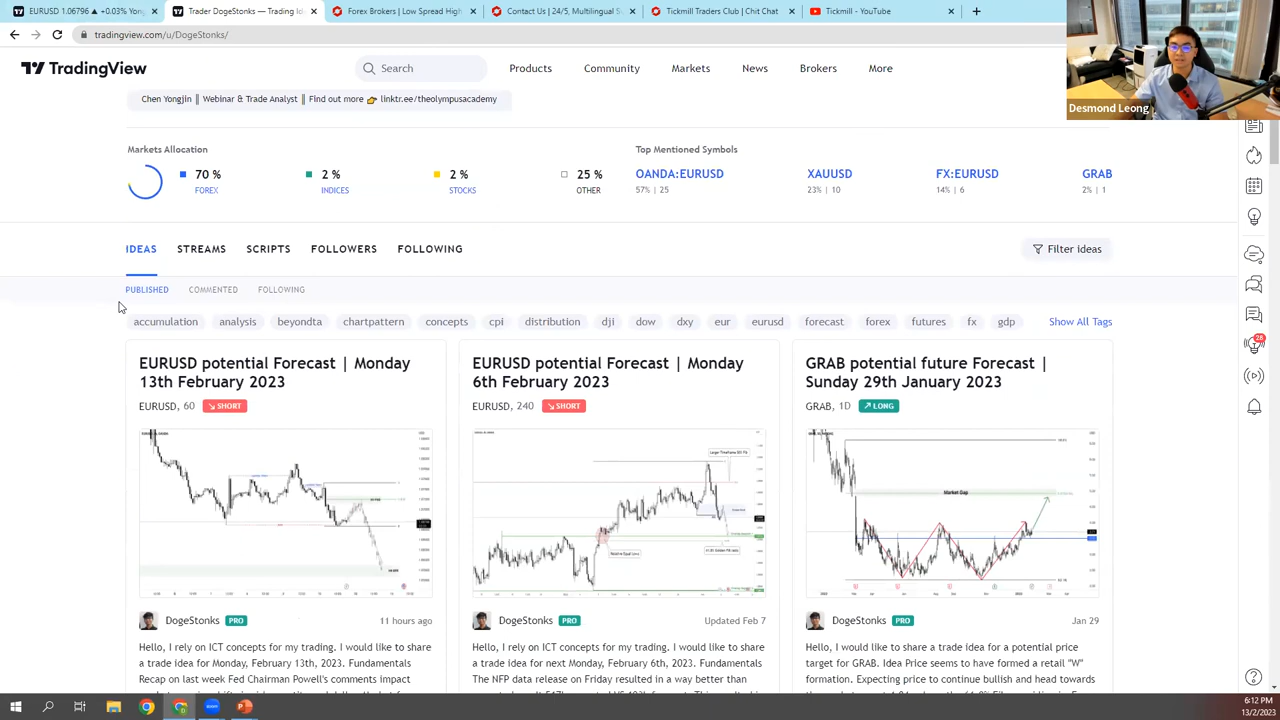 EURUSD 1.06796 ▲ +0.03% Yong
Trader DogeStonks — Trading Id
Forex Brokers | Low Spread High
Contact Us | 24/5, Multilingual S
Tickmill Traders Club | Chit Chat
Tickmill - YouTube
tradingview.com/u/DogeStonks/
TradingView
Search
Products
Community
Markets
News
Brokers
More
Desmond Leong
Chen Yongjin || Webinar & Trade Analyst || Find out more 👉 linktr.ee/theolympusacademy
Markets Allocation
70 %
FOREX
2 %
INDICES
2 %
STOCKS
25 %
OTHER
Top Mentioned Symbols
OANDA:EURUSD
57% | 25
XAUUSD
23% | 10
FX:EURUSD
14% | 6
GRAB
2% | 1
IDEAS
STREAMS
SCRIPTS
FOLLOWERS
FOLLOWING
Filter ideas
PUBLISHED
COMMENTED
FOLLOWING
accumulation
analysis
beyondta
chartpatterns
concepts
cpi
distribution
dji
dow
dxy
eur
eurusd
forecast
forex
futures
fx
gdp
Show All Tags
28
EURUSD potential Forecast | Monday
13th February 2023
EURUSD, 60
SHORT
DogeStonks PRO
11 hours ago
Hello, I rely on ICT concepts for my trading. I would like to share
a trade idea for Monday, February 13th, 2023. Fundamentals
Recap on last week Fed Chairman Powell's comment impact
EURUSD potential Forecast | Monday
6th February 2023
EURUSD, 240
SHORT
DogeStonks PRO
Updated Feb 7
Hello, I rely on ICT concepts for my trading. I would like to share
a trade idea for next Monday, February 6th, 2023. Fundamentals
The NFP data release on Friday resulted in a way better than
GRAB potential future Forecast |
Sunday 29th January 2023
GRAB, 1D
LONG
Market Gap
DogeStonks PRO
Jan 29
Hello, I would like to share a trade idea for a potential price
target for GRAB. Idea Price seems to have formed a retail "W"
formation. Expecting price to continue bullish and head towards
6:12 PM
13/2/2023